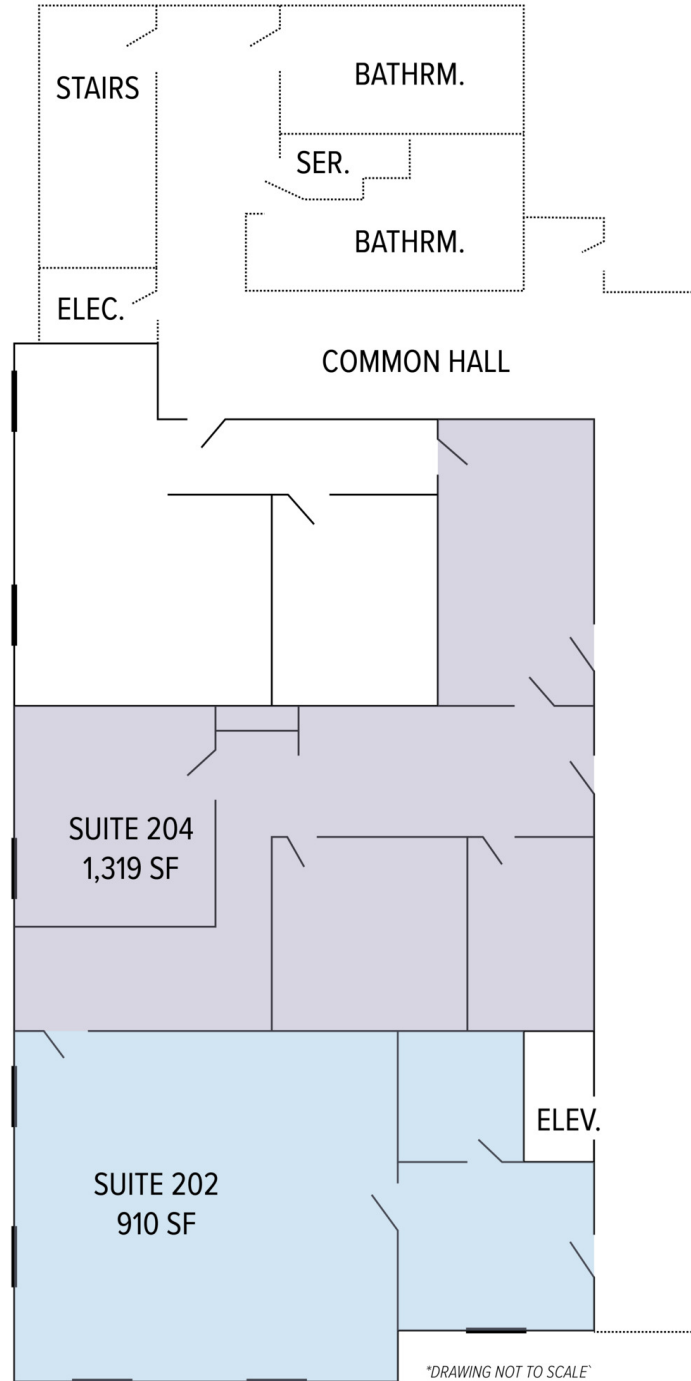 STAIRS
BATHRM.
SER.
BATHRM.
ELEC.
COMMON HALL
SUITE 204
1,319 SF
ELEV.
SUITE 202
910 SF
*DRAWING NOT TO SCALE`